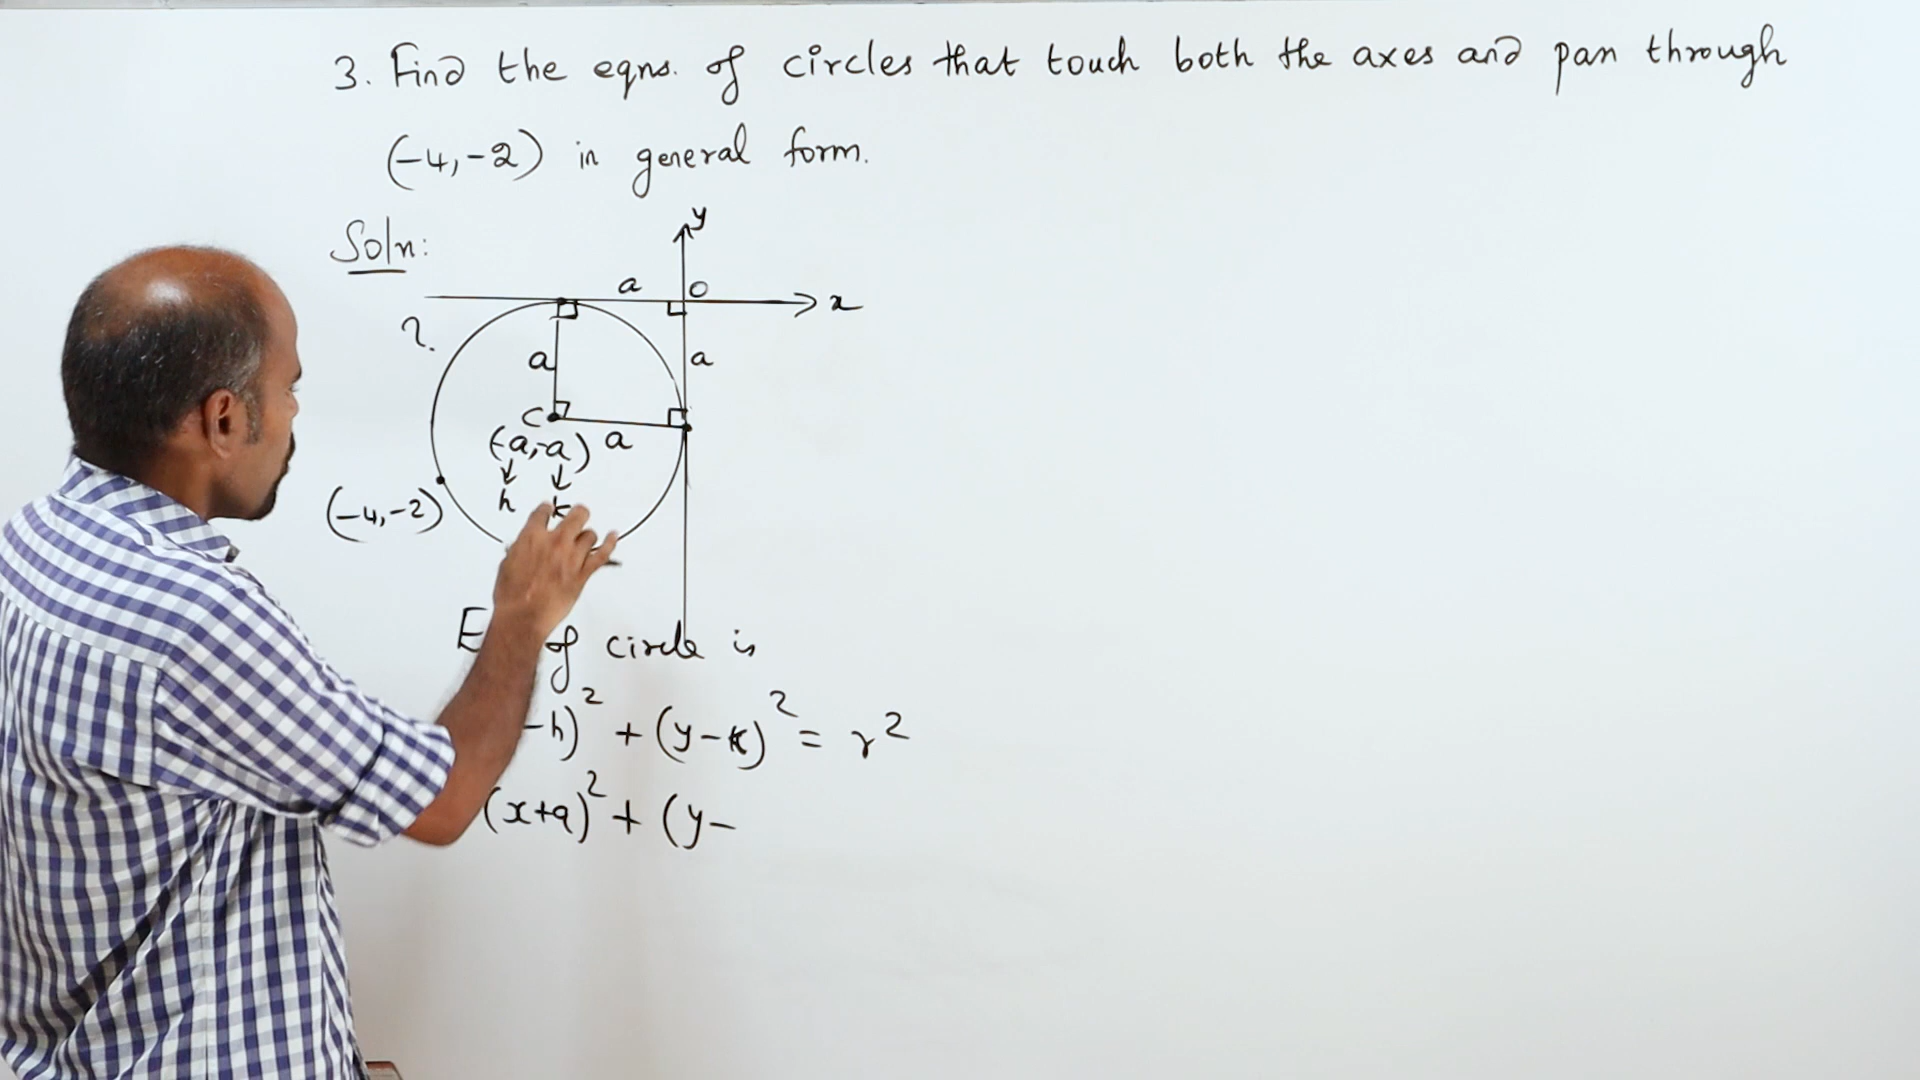 3. Find the eqns. of circles that touch both the axes and pass through
(-4,-2) in general form.
Soln:
y
a
O
x
?
a
a
C
a
(-a,-a)
h k
(-4,-2)
of circle is
-h)² + (y-k)² = r²
(x+a)² + (y-